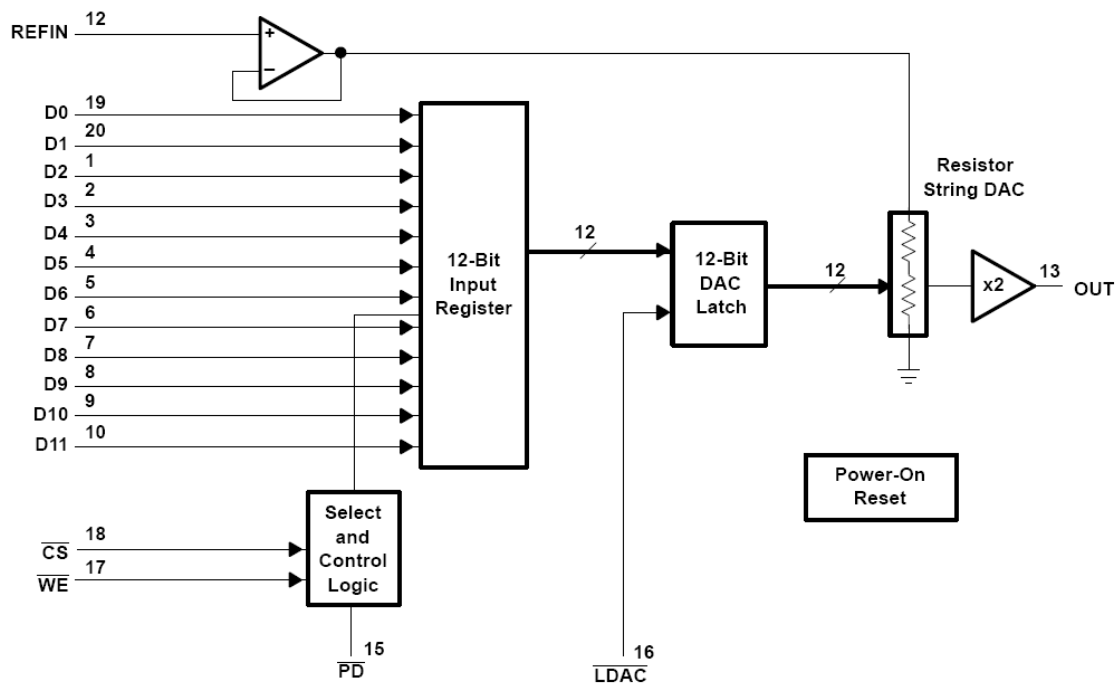 REFIN 12
+
−
D0 19
D1 20
D2 1
D3 2
D4 3
D5 4
D6 5
D7 6
D8 7
D9 8
D10 9
D11 10
12-Bit
Input
Register
12
12-Bit
DAC
Latch
12
Resistor
String DAC
x2
13 OUT
Power-On
Reset
CS 18
WE 17
Select
and
Control
Logic
15
PD
16
LDAC